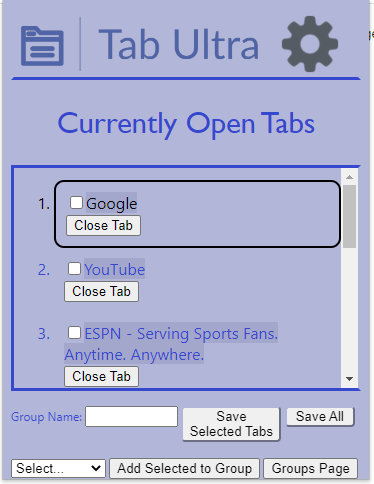 Tab Ultra
Currently Open Tabs
1. Google
Close Tab
2. YouTube
Close Tab
3. ESPN - Serving Sports Fans.
Anytime. Anywhere.
Close Tab
Group Name:
Save
Selected Tabs
Save All
Select...
Add Selected to Group
Groups Page